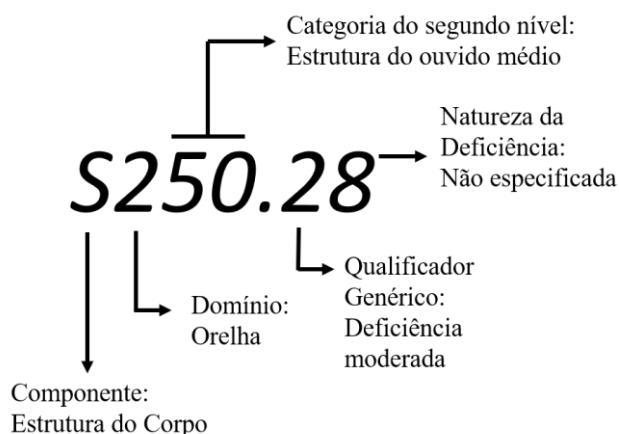 Categoria do segundo nível:
Estrutura do ouvido médio
Natureza da
Deficiência:
Não especificada
S250.28
Qualificador
Genérico:
Deficiência
moderada
Domínio:
Orelha
Componente:
Estrutura do Corpo